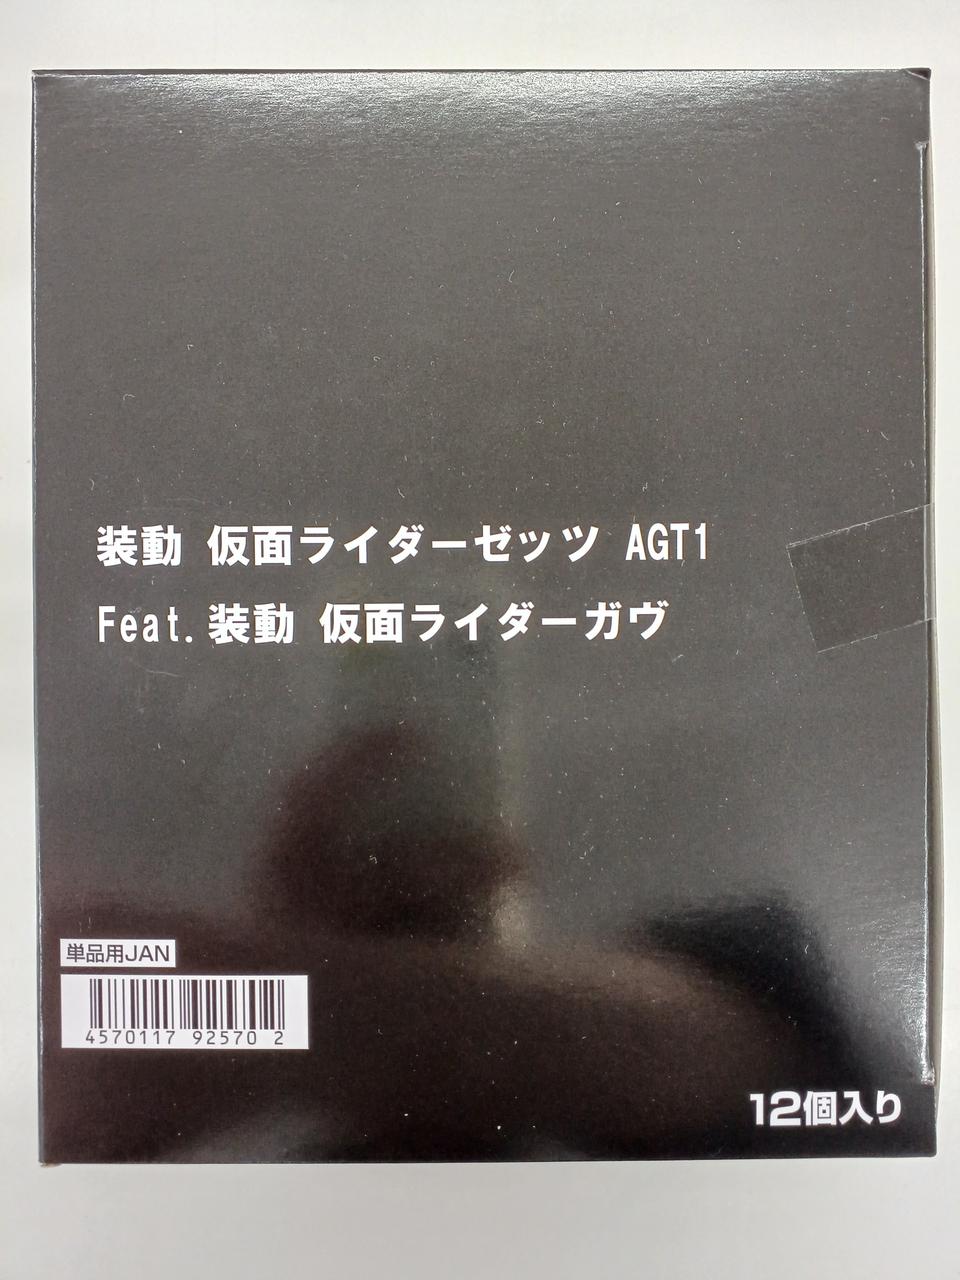 装動 仮面ライダーゼッツ AGT1
Feat.装動 仮面ライダーガヴ
単品用JAN
4570117 92570 2
12個入り